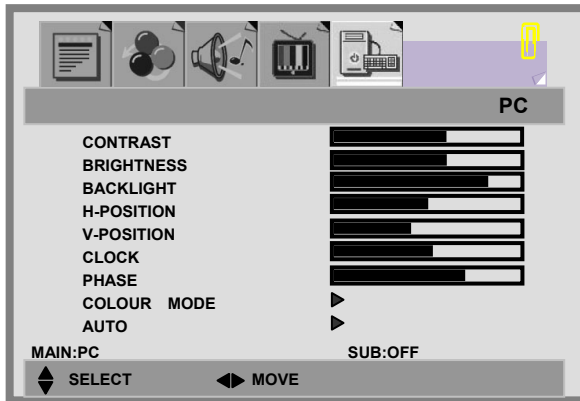 PC
CONTRAST
BRIGHTNESS
BACKLIGHT
H-POSITION
V-POSITION
CLOCK
PHASE
COLOUR MODE
AUTO
MAIN:PC SUB:OFF
SELECT MOVE